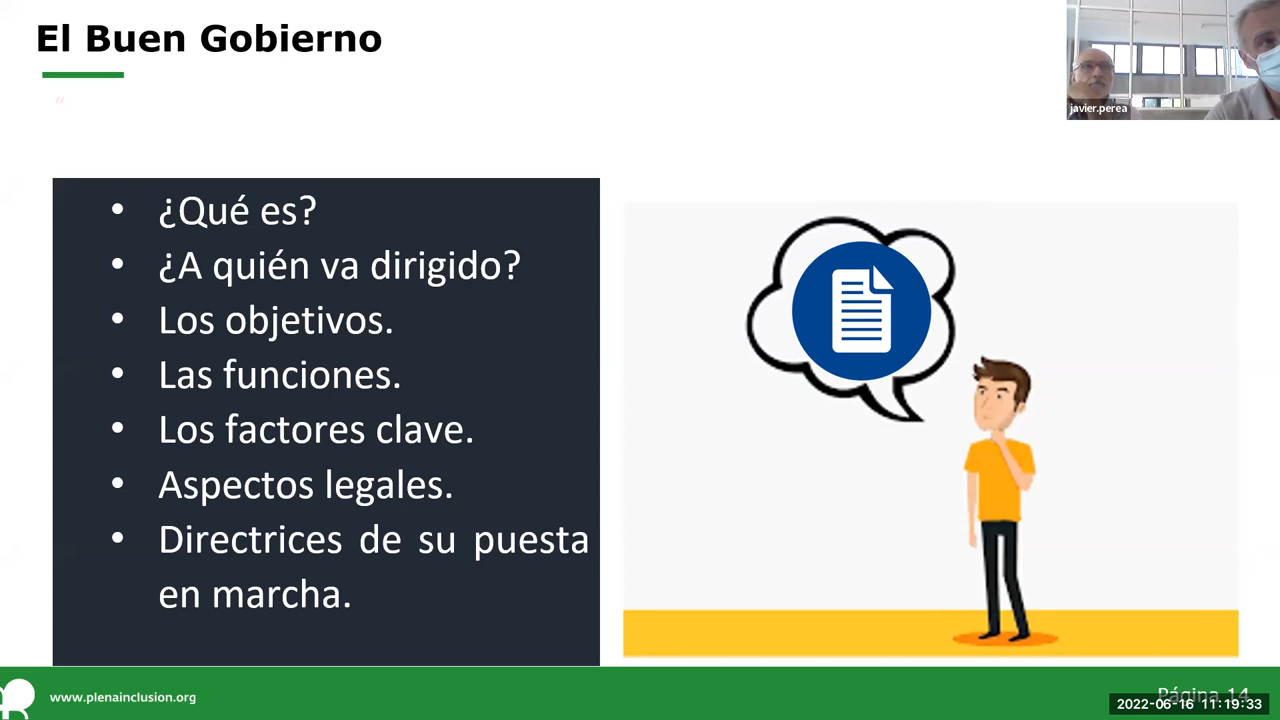 El Buen Gobierno
“
javier.perea
• ¿Qué es?
• ¿A quién va dirigido?
• Los objetivos.
• Las funciones.
• Los factores clave.
• Aspectos legales.
• Directrices de su puesta
en marcha.
www.plenainclusion.org
Página 14
2022-06-16 11:19:33